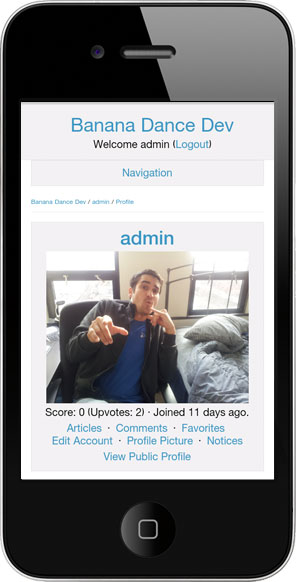 Banana Dance Dev
Welcome admin (Logout)
Navigation
Banana Dance Dev / admin / Profile
admin
Score: 0 (Upvotes: 2) · Joined 11 days ago.
Articles · Comments · Favorites
Edit Account · Profile Picture · Notices
View Public Profile